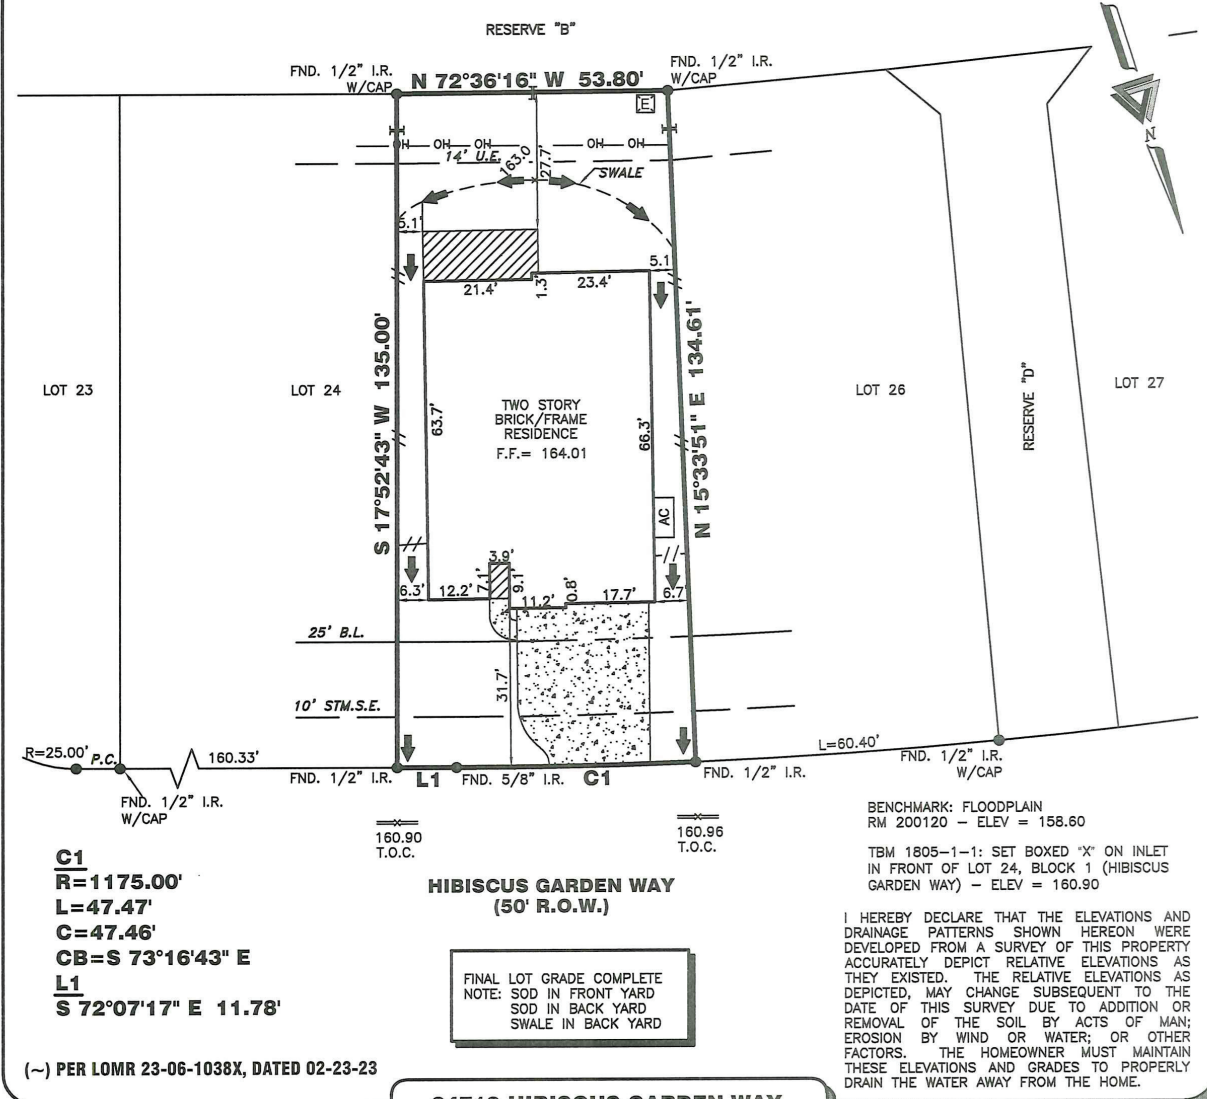 RESERVE "B"
FND. 1/2" I.R.
W/CAP
N 72°36'16" W 53.80'
FND. 1/2" I.R.
W/CAP
E
N
OH OH OH OH OH
14' U.E.
163.0
27.7'
SWALE
5.1'
5.1
21.4'
1.3'
23.4'
S 17°52'43" W 135.00'
N 15°33'51" E 134.61'
LOT 23
LOT 24
63.7'
TWO STORY
BRICK/FRAME
RESIDENCE
F.F.= 164.01
66.3'
LOT 26
RESERVE "D"
LOT 27
AC
3.9'
6.3'
12.2'
7.1'
9.1'
11.2'
0.8'
17.7'
6.7'
25' B.L.
31.7'
10' STM.S.E.
R=25.00'
P.C.
160.33'
FND. 1/2" I.R.
W/CAP
FND. 1/2" I.R.
L1
FND. 5/8" I.R.
C1
FND. 1/2" I.R.
L=60.40'
FND. 1/2" I.R.
W/CAP
160.90
T.O.C.
160.96
T.O.C.
HIBISCUS GARDEN WAY
(50' R.O.W.)
C1
R=1175.00'
L=47.47'
C=47.46'
CB=S 73°16'43" E
L1
S 72°07'17" E 11.78'
FINAL LOT GRADE COMPLETE
NOTE: SOD IN FRONT YARD
SOD IN BACK YARD
SWALE IN BACK YARD
BENCHMARK: FLOODPLAIN
RM 200120 – ELEV = 158.60
TBM 1805–1–1: SET BOXED "X" ON INLET
IN FRONT OF LOT 24, BLOCK 1 (HIBISCUS
GARDEN WAY) – ELEV = 160.90
I HEREBY DECLARE THAT THE ELEVATIONS AND
DRAINAGE PATTERNS SHOWN HEREON WERE
DEVELOPED FROM A SURVEY OF THIS PROPERTY
ACCURATELY DEPICT RELATIVE ELEVATIONS AS
THEY EXISTED. THE RELATIVE ELEVATIONS AS
DEPICTED, MAY CHANGE SUBSEQUENT TO THE
DATE OF THIS SURVEY DUE TO ADDITION OR
REMOVAL OF THE SOIL BY ACTS OF MAN;
EROSION BY WIND OR WATER; OR OTHER
FACTORS. THE HOMEOWNER MUST MAINTAIN
THESE ELEVATIONS AND GRADES TO PROPERLY
DRAIN THE WATER AWAY FROM THE HOME.
(~) PER LOMR 23-06-1038X, DATED 02-23-23
HIBISCUS GARDEN WAY